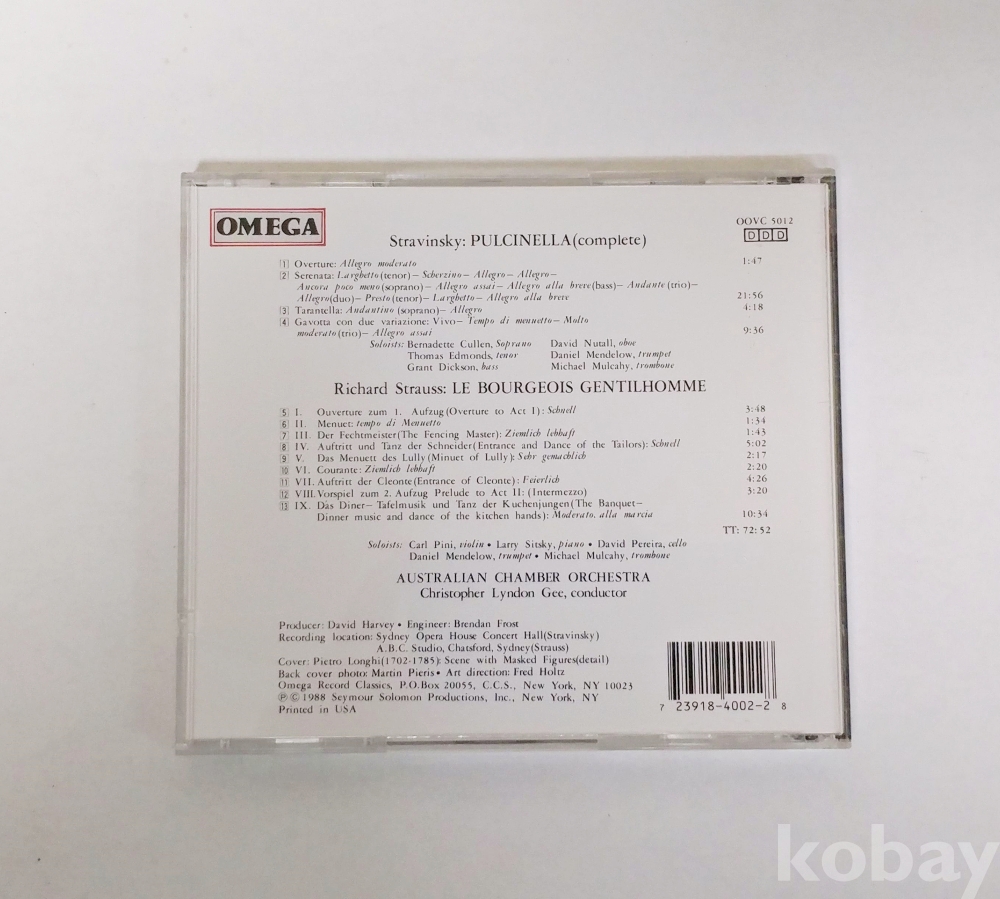 OMEGA
OOVC 5012
DDD
Stravinsky: PULCINELLA(complete)
1 Overture: Allegro moderato 1:47
2 Serenata: Larghetto(tenor)– Scherzino– Allegro– Allegro–
Ancora poco meno(soprano)– Allegro assai– Allegro alla breve(bass)– Andante(trio)–
Allegro(duo)– Presto(tenor)– Larghetto– Allegro alla breve 21:56
3 Tarantella: Andantino (soprano)– Allegro 4:18
4 Gavotta con due variazione: Vivo– Tempo di menuetto– Molto
moderato(trio)– Allegro assai 9:36
Soloists: Bernadette Cullen, Soprano David Nutall, oboe
Thomas Edmonds, tenor Daniel Mendelow, trumpet
Grant Dickson, bass Michael Mulcahy, trombone
Richard Strauss: LE BOURGEOIS GENTILHOMME
5 I. Ouverture zum 1. Aufzug(Overture to Act I): Schnell 3:48
6 II. Menuet: tempo di Menuetto 1:34
7 III. Der Fechtmeister(The Fencing Master): Ziemlich lebhaft 1:43
8 IV. Auftritt und Tanz der Schneider(Entrance and Dance of the Tailors): Schnell 5:02
9 V. Das Menuett des Lully(Minuet of Lully): Sehr gemachlich 2:17
10 VI. Courante: Ziemlich lebhaft 2:20
11 VII. Auftritt der Cleonte(Entrance of Cleonte): Feierlich 4:26
12 VIII. Vorspiel zum 2. Aufzug Prelude to Act II: (Intermezzo) 3:20
13 IX. Das Diner– Tafelmusik und Tanz der Kuchenjungen(The Banquet–
Dinner music and dance of the kitchen hands): Moderato. alla marcia 10:34
TT: 72:52
Soloists: Carl Pini, violin • Larry Sitsky, piano • David Pereira, cello
Daniel Mendelow, trumpet • Michael Mulcahy, trombone
AUSTRALIAN CHAMBER ORCHESTRA
Christopher Lyndon Gee, conductor
Producer: David Harvey • Engineer: Brendan Frost
Recording location: Sydney Opera House Concert Hall(Stravinsky)
A.B.C. Studio, Chatsford, Sydney(Strauss)
Cover: Pietro Longhi(1702-1785): Scene with Masked Figures(detail)
Back cover photo: Martin Pieris • Art direction: Fred Holtz
Omega Record Classics, P.O.Box 20055, C.C.S., New York, NY 10023
℗© 1988 Seymour Solomon Productions, Inc., New York, NY
Printed in USA
7 23918-4002-2 8
kobay